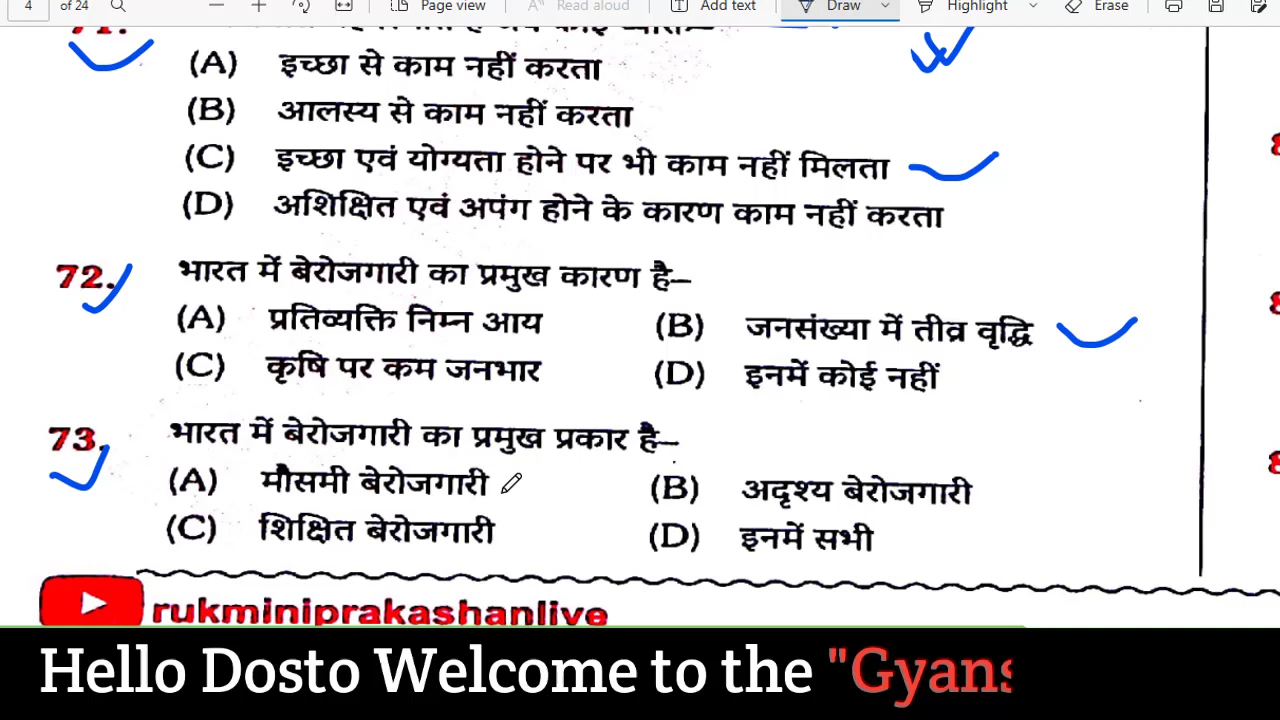 4 of 24 Page view Read aloud Add text Draw Highlight Erase
71.
(A) इच्छा से काम नहीं करता
(B) आलस्य से काम नहीं करता
(C) इच्छा एवं योग्यता होने पर भी काम नहीं मिलता
(D) अशिक्षित एवं अपंग होने के कारण काम नहीं करता
72. भारत में बेरोजगारी का प्रमुख कारण है–
(A) प्रतिव्यक्ति निम्न आय (B) जनसंख्या में तीव्र वृद्धि
(C) कृषि पर कम जनभार (D) इनमें कोई नहीं
73. भारत में बेरोजगारी का प्रमुख प्रकार है–
(A) मौसमी बेरोजगारी (B) अदृश्य बेरोजगारी
(C) शिक्षित बेरोजगारी (D) इनमें सभी
rukminiprakashanlive
Hello Dosto Welcome to the "Gyans